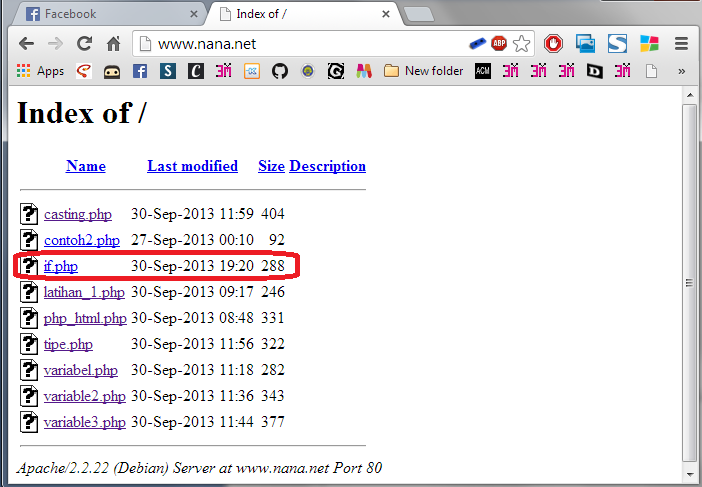 Facebook
Index of /
www.nana.net
ABP
S
Apps
f
S
C
G
New folder
ACM
D
»
Index of /
Name Last modified Size Description
casting.php 30-Sep-2013 11:59 404
contoh2.php 27-Sep-2013 00:10 92
if.php 30-Sep-2013 19:20 288
latihan_1.php 30-Sep-2013 09:17 246
php_html.php 30-Sep-2013 08:48 331
tipe.php 30-Sep-2013 11:56 322
variabel.php 30-Sep-2013 11:18 282
variable2.php 30-Sep-2013 11:36 343
variable3.php 30-Sep-2013 11:44 377
Apache/2.2.22 (Debian) Server at www.nana.net Port 80